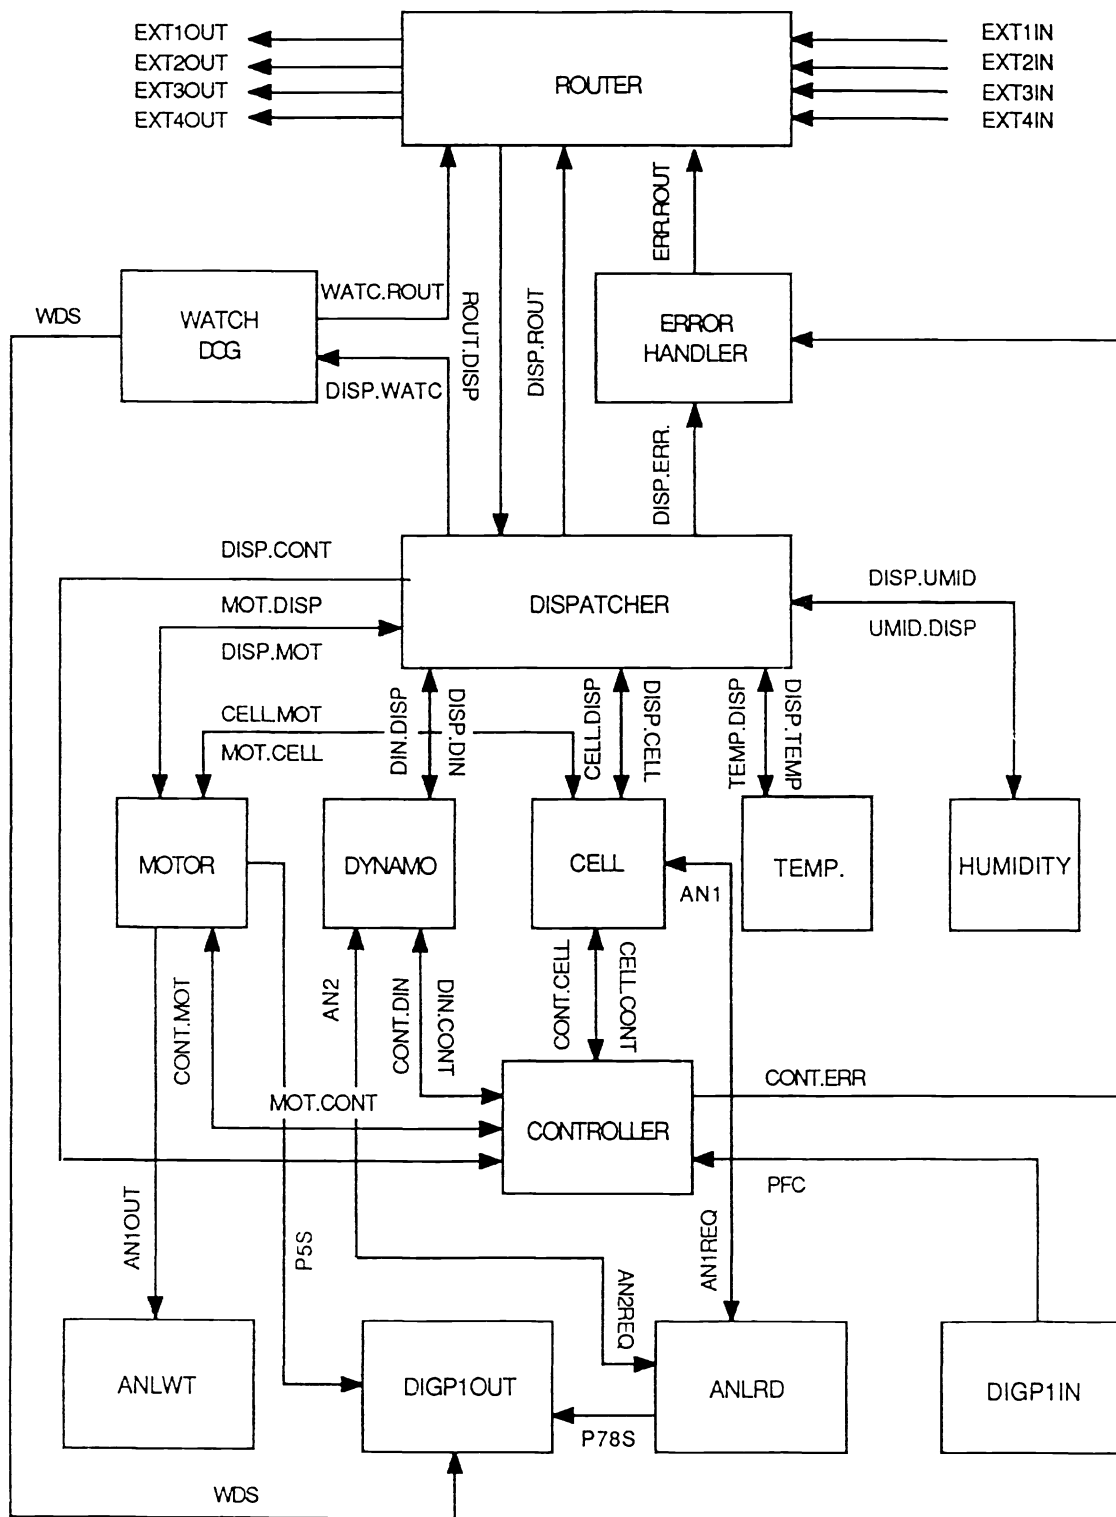 EXT1OUT
EXT1IN
EXT2OUT
EXT2IN
ROUTER
EXT3OUT
EXT3IN
EXT4OUT
EXT4IN
ERR.ROUT
WATC.ROUT
WDS
WATCH
DOG
ROUT.DISP
DISP.ROUT
ERROR
HANDLER
DISP.WATC
DISP.ERR.
DISP.CONT
DISP.UMID
MOT.DISP
DISPATCHER
UMID.DISP
DISP.MOT
DIN.DISP
DISP.DIN
CELL.DISP
DISP.CELL
TEMP.DISP
DISP.TEMP
CELL.MOT
MOT.CELL
MOTOR
DYNAMO
CELL
TEMP.
HUMIDITY
AN1
CONT.MOT
AN2
CONT.DIN
DIN.CONT
CONT.CELL
CELL.CONT
CONT.ERR
MOT.CONT
CONTROLLER
PFC
AN1OUT
P5S
AN2REQ
AN1REQ
ANLWT
DIGP1OUT
ANLRD
DIGP1IN
P78S
WDS